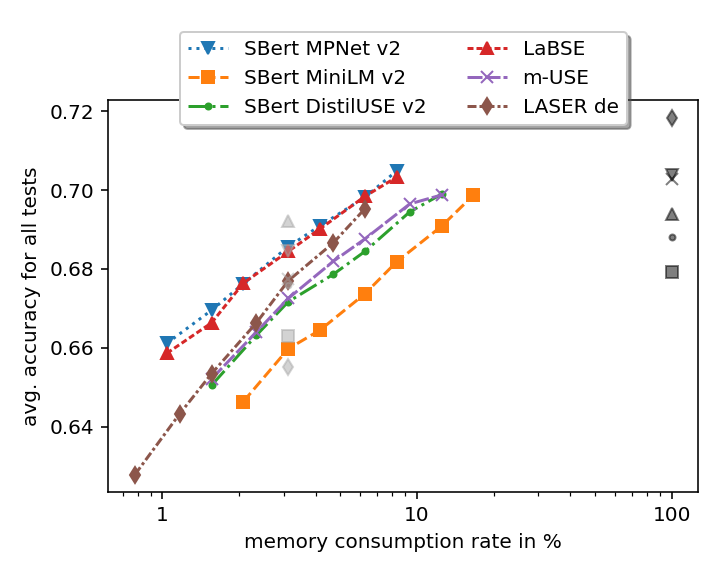 SBert MPNet v2
SBert MiniLM v2
SBert DistilUSE v2
LaBSE
m-USE
LASER de
0.72
0.70
0.68
0.66
0.64
avg. accuracy for all tests
1
10
100
memory consumption rate in %